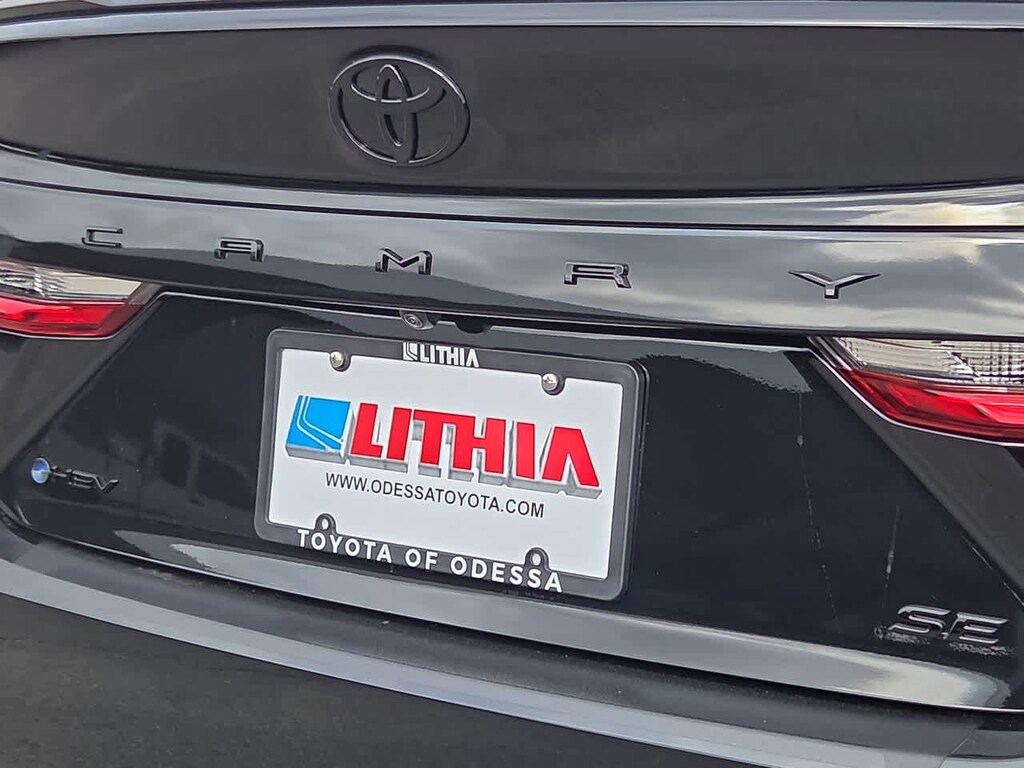 CAMRY
LITHIA
LITHIA
WWW.ODESSATOYOTA.COM
HEV
TOYOTA OF ODESSA
SE